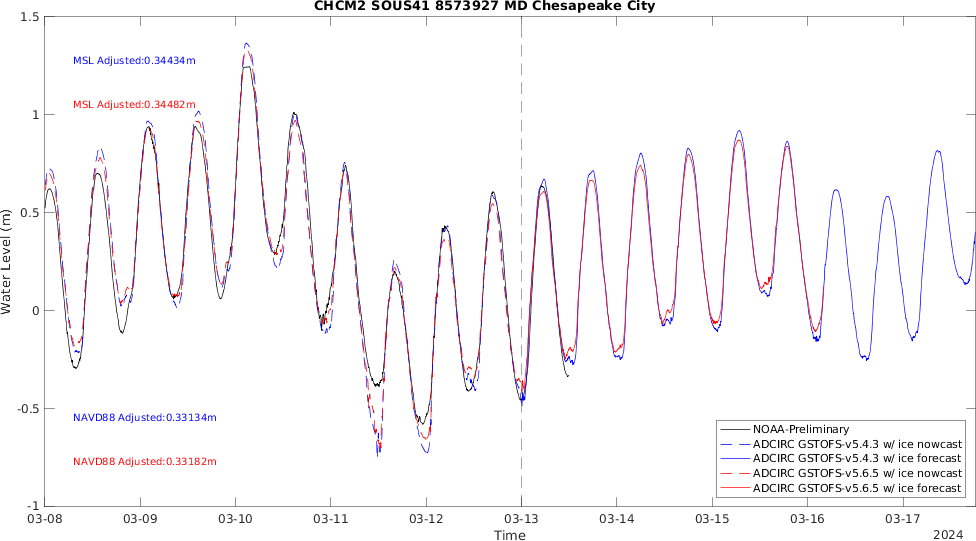 CHCM2 SOUS41 8573927 MD Chesapeake City
1.5
1
0.5
0
-0.5
-1
Water Level (m)
MSL Adjusted:0.34434m
MSL Adjusted:0.34482m
NAVD88 Adjusted:0.33134m
NAVD88 Adjusted:0.33182m
NOAA-Preliminary
ADCIRC GSTOFS-v5.4.3 w/ ice nowcast
ADCIRC GSTOFS-v5.4.3 w/ ice forecast
ADCIRC GSTOFS-v5.6.5 w/ ice nowcast
ADCIRC GSTOFS-v5.6.5 w/ ice forecast
03-08 03-09 03-10 03-11 03-12 03-13 03-14 03-15 03-16 03-17
Time
2024